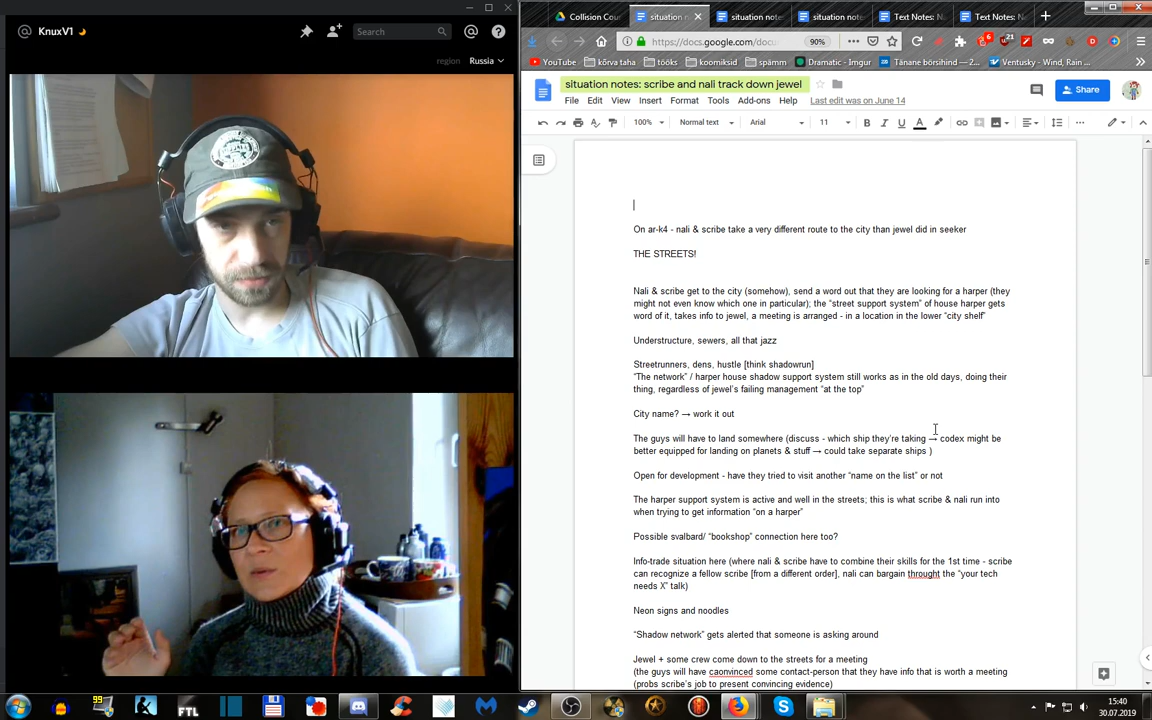 KnuxV1
Search
region Russia
Collision Cou
situation n
situation note
situation note
Text Notes: N
Text Notes: N
https://docs.google.com/docu
90%
6
21
YouTube
kõrva taha
tööks
koomiksid
spämm
Dramatic - Imgur
Tänane börsihind — 2...
Ventusky - Wind, Rain ...
situation notes: scribe and nali track down jewel
File Edit View Insert Format Tools Add-ons Help Last edit was on June 14
Share
100% Normal text Arial 11 B I U A
On ar-k4 - nali & scribe take a very different route to the city than jewel did in seeker
THE STREETS!
Nali & scribe get to the city (somehow), send a word out that they are looking for a harper (they
might not even know which one in particular); the “street support system” of house harper gets
word of it, takes info to jewel, a meeting is arranged - in a location in the lower “city shelf”
Understructure, sewers, all that jazz
Streetrunners, dens, hustle [think shadowrun]
“The network” / harper house shadow support system still works as in the old days, doing their
thing, regardless of jewel’s failing management “at the top”
City name? → work it out
The guys will have to land somewhere (discuss - which ship they’re taking → codex might be
better equipped for landing on planets & stuff → could take separate ships )
Open for development - have they tried to visit another “name on the list” or not
The harper support system is active and well in the streets; this is what scribe & nali run into
when trying to get information “on a harper”
Possible svalbard/ “bookshop” connection here too?
Info-trade situation here (where nali & scribe have to combine their skills for the 1st time - scribe
can recognize a fellow scribe [from a different order], nali can bargain throught the “your tech
needs X” talk)
Neon signs and noodles
“Shadow network” gets alerted that someone is asking around
Jewel + some crew come down to the streets for a meeting
(the guys will have caonvinced some contact-person that they have info that is worth a meeting
(probs scribe’s job to present convincing evidence)
99
FTL
15:40
30.07.2019